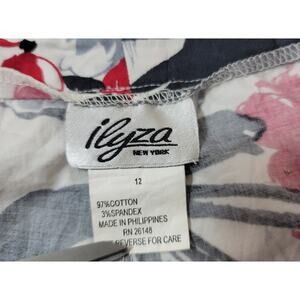 ilyza
NEW YORK
12
97%COTTON
3%SPANDEX
MADE IN PHILIPPINES
RN 26148
REVERSE FOR CARE